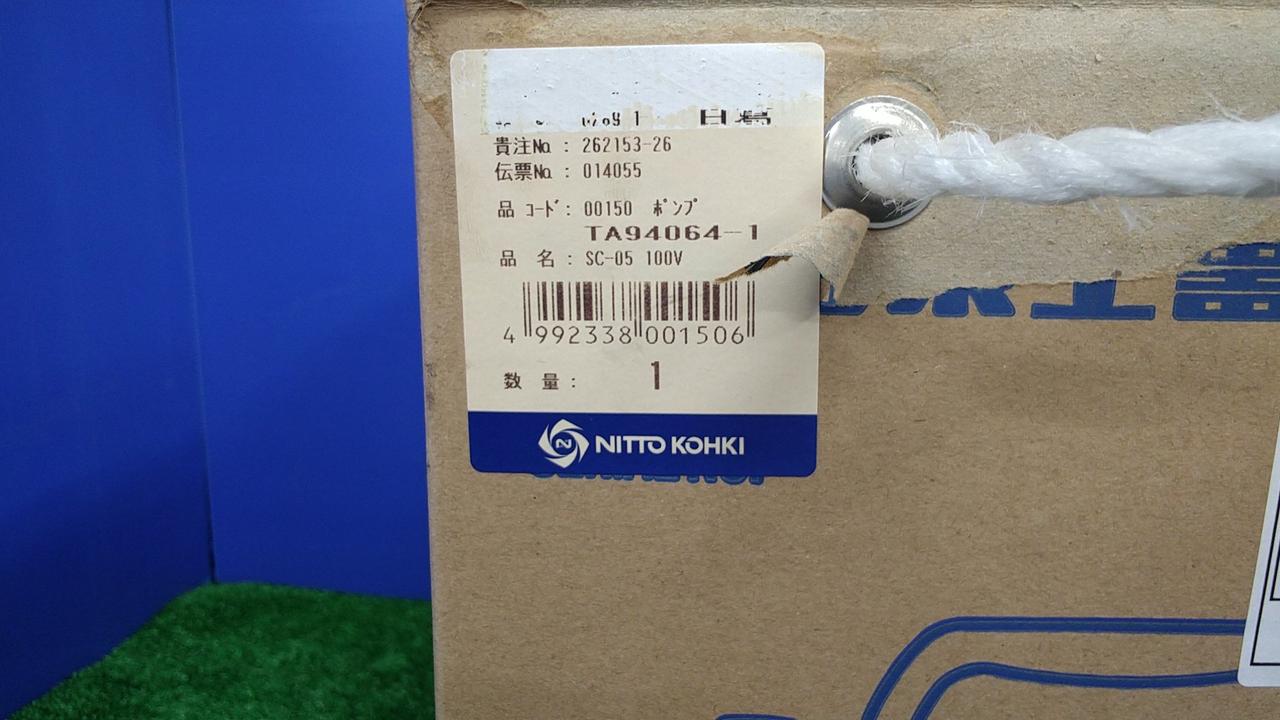 貴注No. : 262153-26
伝票No. : 014055
品 コード : 00150 ポンプ
TA94064-1
品 名 : SC-05 100V
4 992338 001506
数 量 : 1
NITTO KOHKI